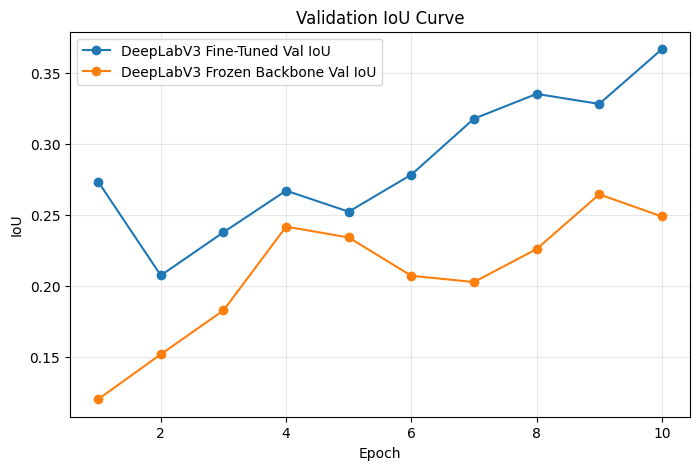 Validation IoU Curve
DeepLabV3 Fine-Tuned Val IoU
DeepLabV3 Frozen Backbone Val IoU
IoU
0.35
0.30
0.25
0.20
0.15
2 4 6 8 10
Epoch